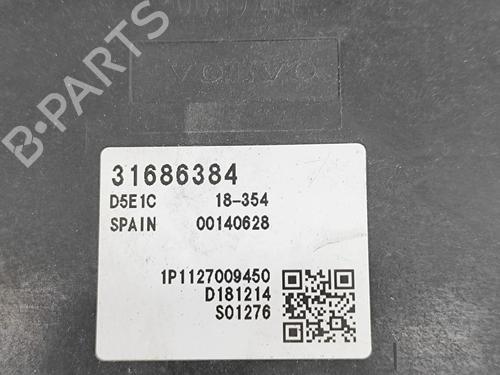 VOLVO
B-PARTS
31686384
D5E1C 18-354
SPAIN 00140628
1P1127009450
D181214
S01276